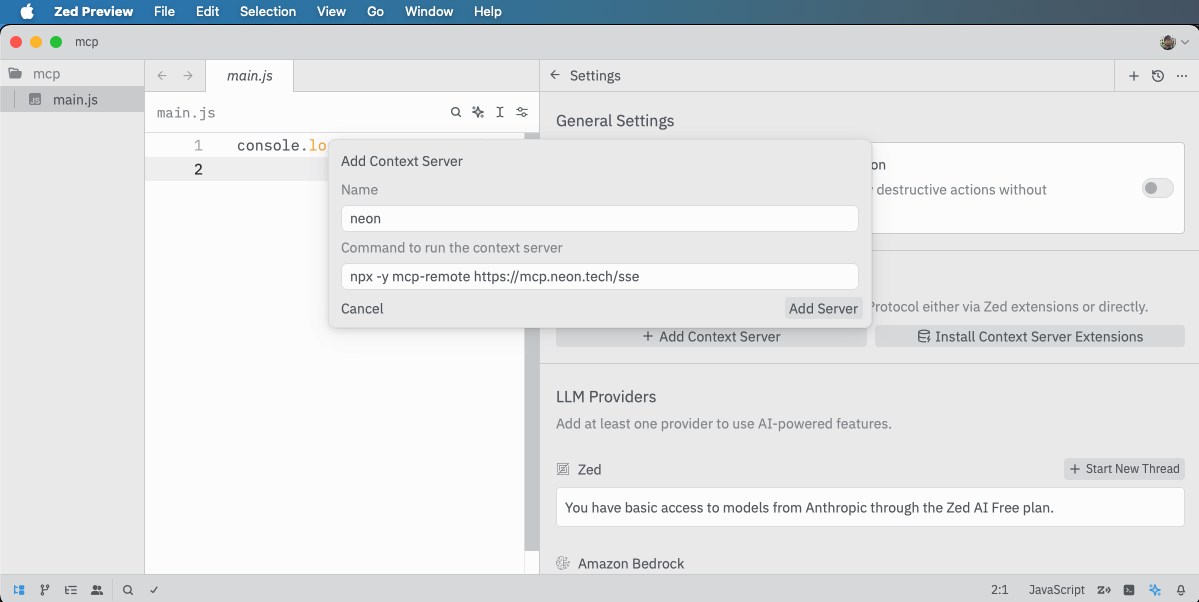 Zed Preview File Edit Selection View Go Window Help
mcp
mcp
main.js
main.js
main.js
1 console.lo
2
Settings
General Settings
on
destructive actions without
Add Context Server
Name
neon
Command to run the context server
npx -y mcp-remote https://mcp.neon.tech/sse
Cancel Add Server
Protocol either via Zed extensions or directly.
+ Add Context Server Install Context Server Extensions
LLM Providers
Add at least one provider to use AI-powered features.
Zed + Start New Thread
You have basic access to models from Anthropic through the Zed AI Free plan.
Amazon Bedrock
2:1 JavaScript